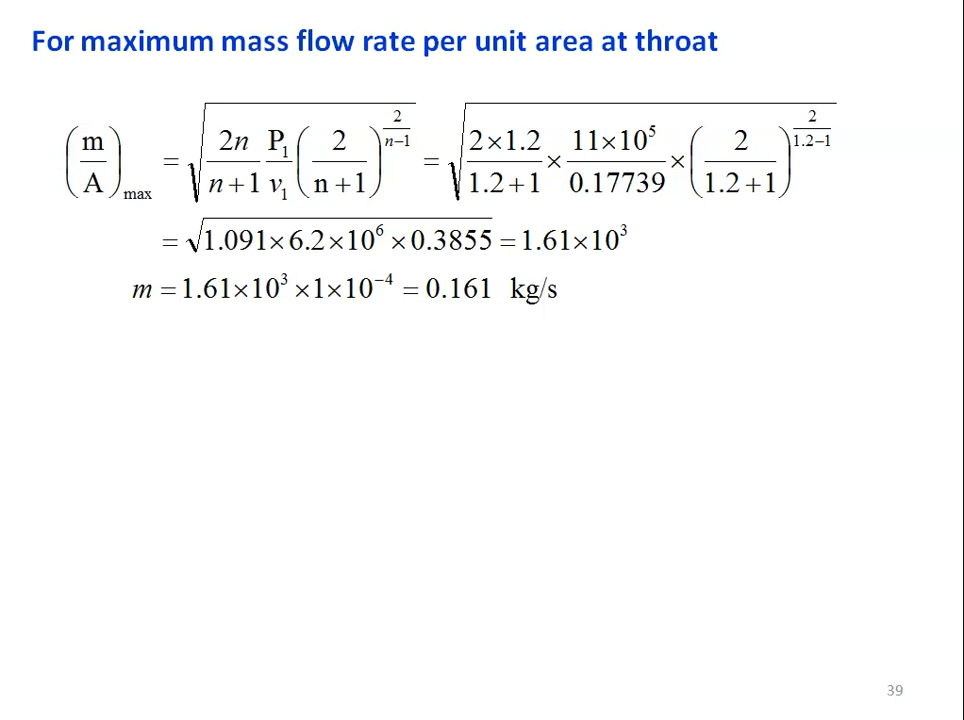 For maximum mass flow rate per unit area at throat
(m/A)max = √(2n/(n+1) P₁/v₁ (2/(n+1))^(2/(n−1))) = √((2×1.2)/(1.2+1) × (11×10⁵)/0.17739 × (2/(1.2+1))^(2/(1.2−1)))
= √(1.091×6.2×10⁶×0.3855) = 1.61×10³
m = 1.61×10³ ×1×10⁻⁴ = 0.161 kg/s
39